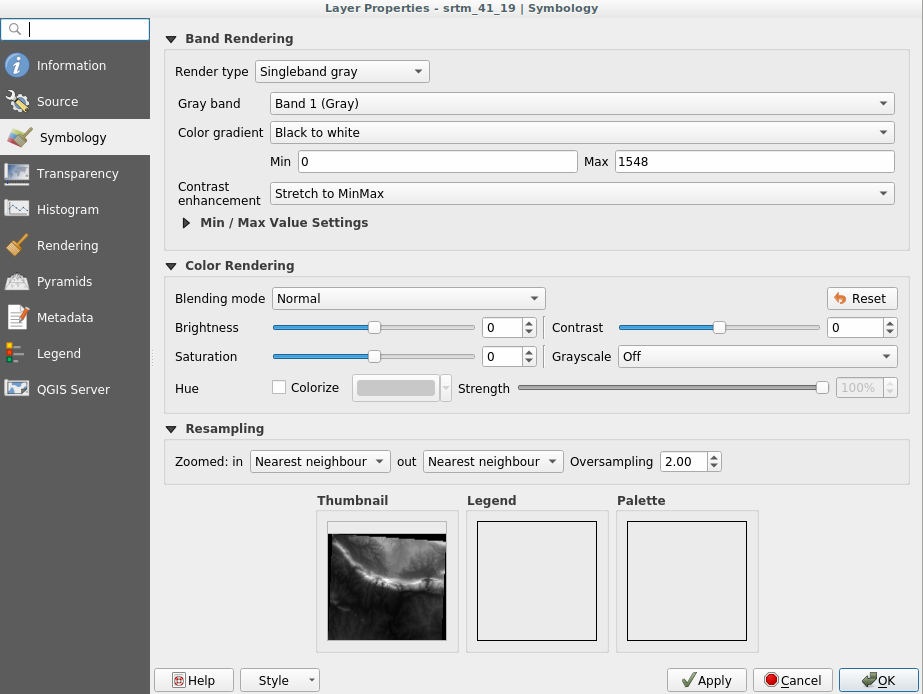 Layer Properties - srtm_41_19 | Symbology
Information
Source
Symbology
Transparency
Histogram
Rendering
Pyramids
Metadata
Legend
QGIS Server
Band Rendering
Render type Singleband gray
Gray band Band 1 (Gray)
Color gradient Black to white
Min 0 Max 1548
Contrast
enhancement Stretch to MinMax
Min / Max Value Settings
Color Rendering
Blending mode Normal Reset
Brightness 0 Contrast 0
Saturation 0 Grayscale Off
Hue Colorize Strength 100%
Resampling
Zoomed: in Nearest neighbour out Nearest neighbour Oversampling 2.00
Thumbnail Legend Palette
Help Style Apply Cancel OK